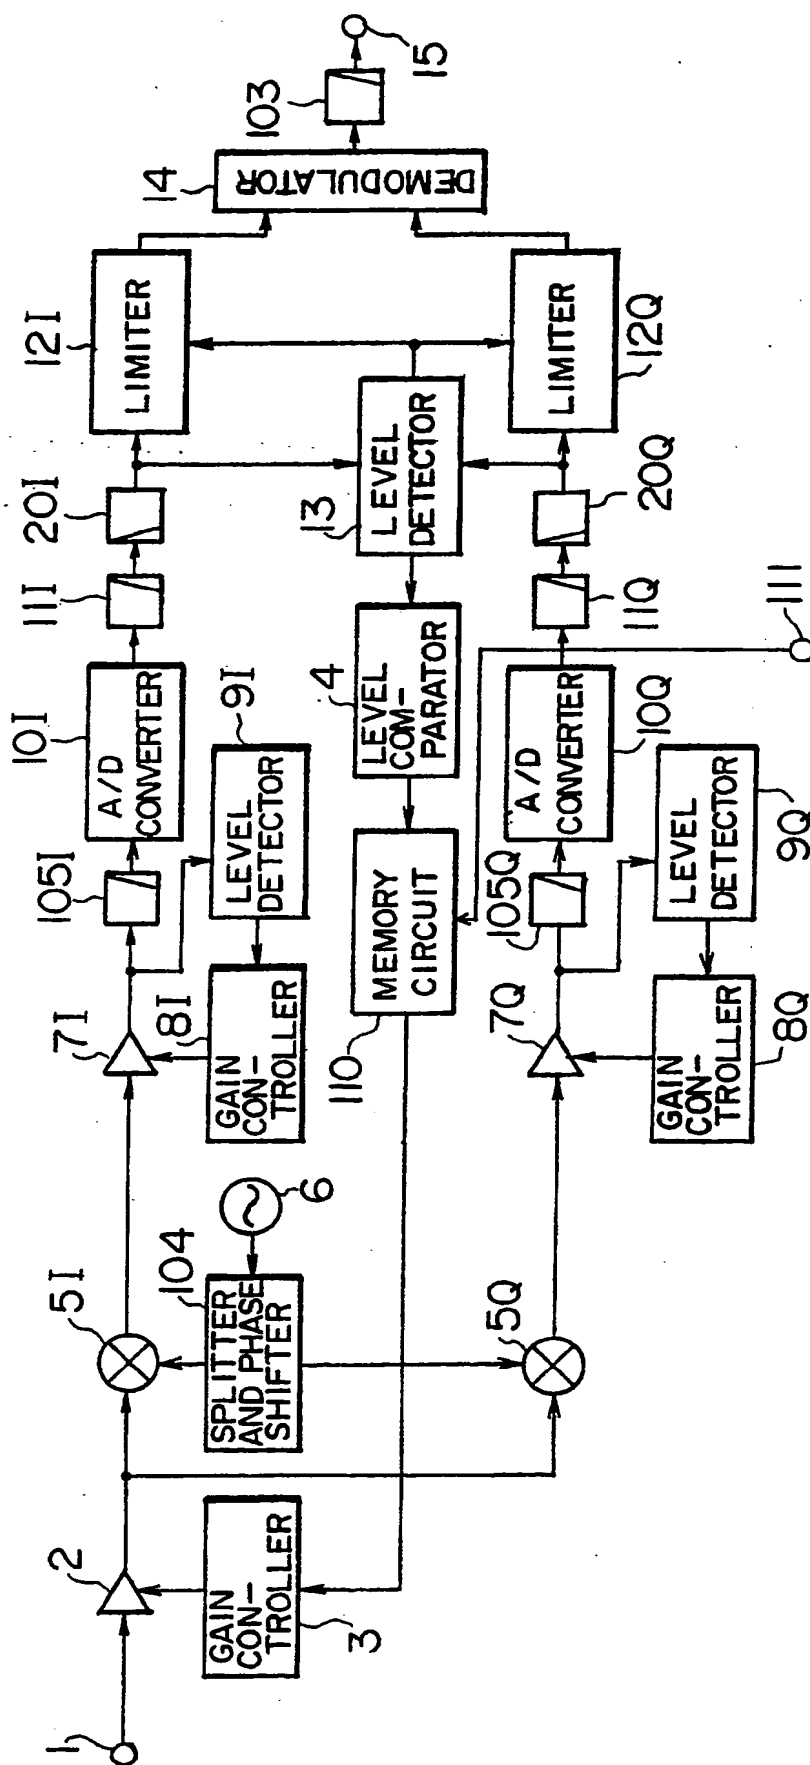 1
2
GAIN
CON-
TROLLER
3
5I
104
SPLITTER
AND PHASE
SHIFTER
6
5Q
7I
8I
GAIN
CON-
TROLLER
9I
LEVEL
DETECTOR
105I
10I
A/D
CONVERTER
11I
20I
12I
LIMITER
110
MEMORY
CIRCUIT
4
LEVEL
COM-
PARATOR
13
LEVEL
DETECTOR
14
DEMODULATOR
103
15
7Q
GAIN
CON-
TROLLER
8Q
LEVEL
DETECTOR
9Q
105Q
A/D
CONVERTER
10Q
11Q
20Q
LIMITER
12Q
111